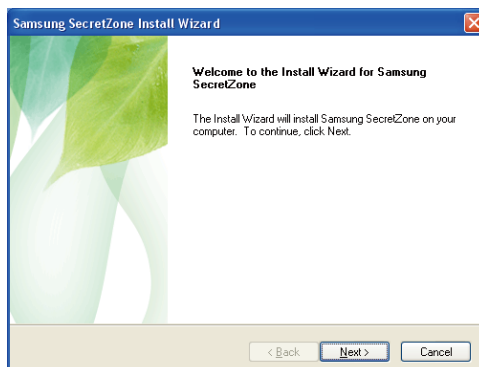 Samsung SecretZone Install Wizard
Welcome to the Install Wizard for Samsung
SecretZone
The Install Wizard will install Samsung SecretZone on your
computer. To continue, click Next.
< Back
Next >
Cancel